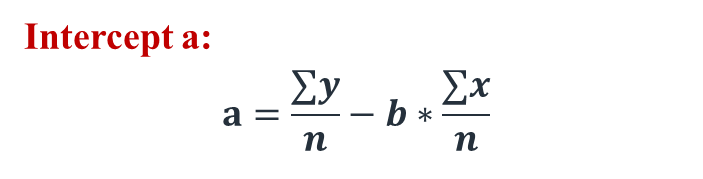 Intercept a:
a = ∑y/n − b * ∑x/n